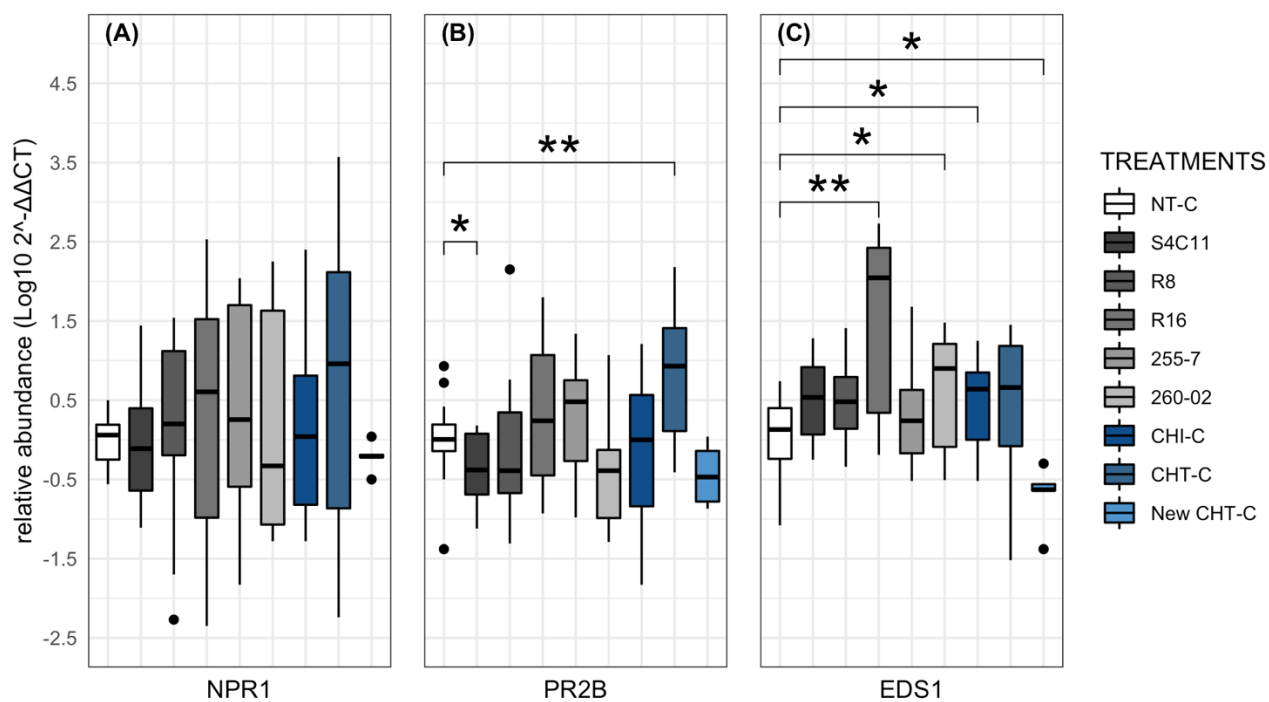 (A)
(B)
(C)
*
*
*
**
**
*
relative abundance (Log10 2^-ΔΔCT)
4.5
3.5
2.5
1.5
0.5
-0.5
-1.5
-2.5
NPR1
PR2B
EDS1
TREATMENTS
NT-C
S4C11
R8
R16
255-7
260-02
CHI-C
CHT-C
New CHT-C